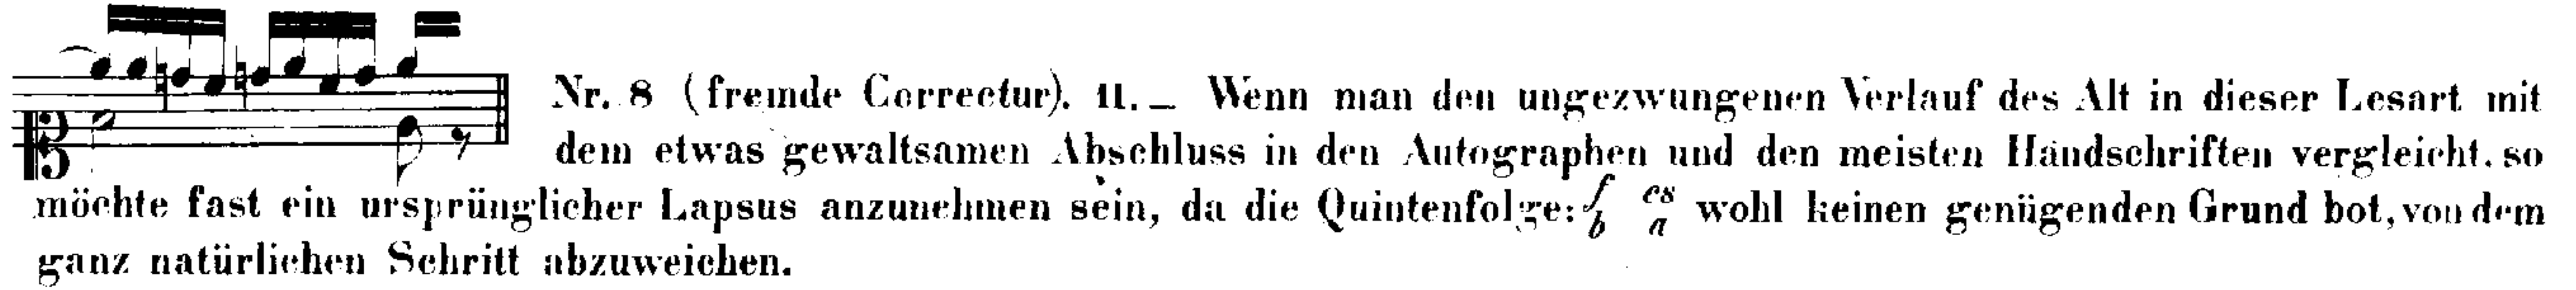 Nr. 8 (fremde Correctur). 11. — Wenn man den ungezwungenen Verlauf des Alt in dieser Lesart mit
dem etwas gewaltsamen Abschluss in den Autographen und den meisten Handschriften vergleicht, so
möchte fast ein ursprünglicher Lapsus anzunehmen sein, da die Quintenfolge: f es
b a wohl keinen genügenden Grund bot, von dem
ganz natürlichen Schritt abzuweichen.